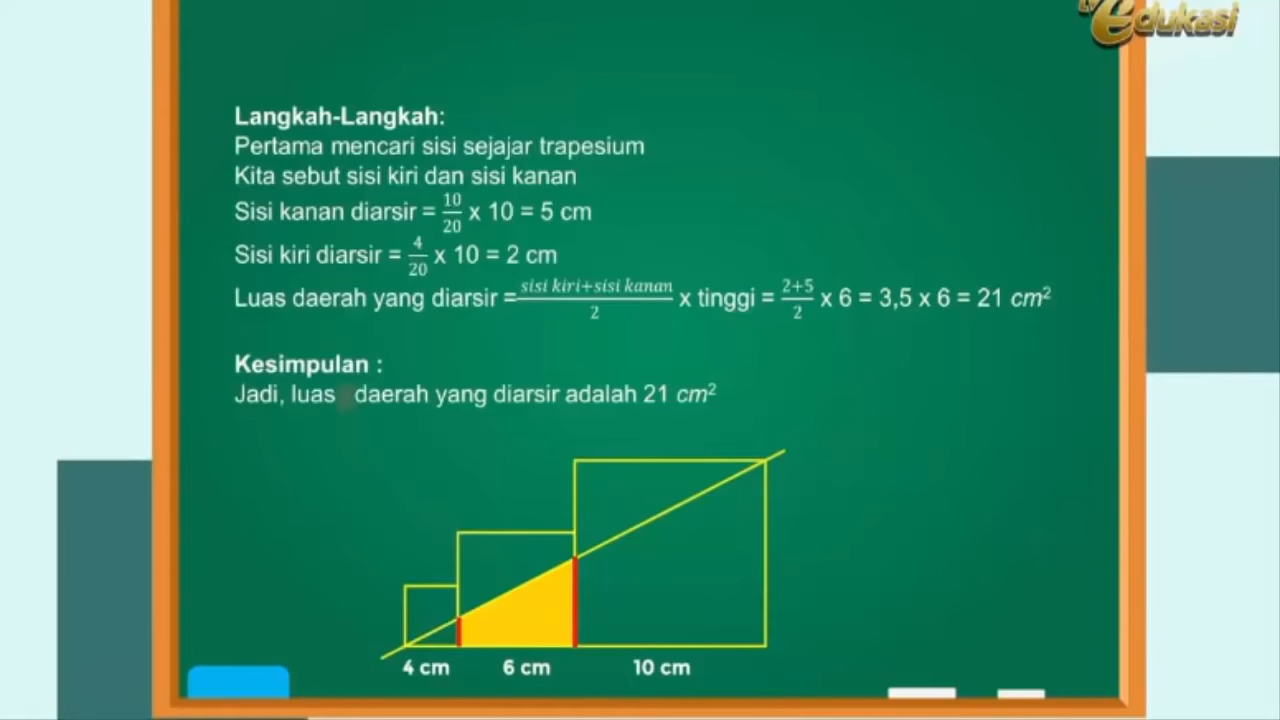 tv edukasi
Langkah-Langkah:
Pertama mencari sisi sejajar trapesium
Kita sebut sisi kiri dan sisi kanan
Sisi kanan diarsir = 10/20 x 10 = 5 cm
Sisi kiri diarsir = 4/20 x 10 = 2 cm
Luas daerah yang diarsir = sisi kiri+sisi kanan/2 x tinggi = 2+5/2 x 6 = 3,5 x 6 = 21 cm²
Kesimpulan :
Jadi, luas daerah yang diarsir adalah 21 cm²
4 cm 6 cm 10 cm